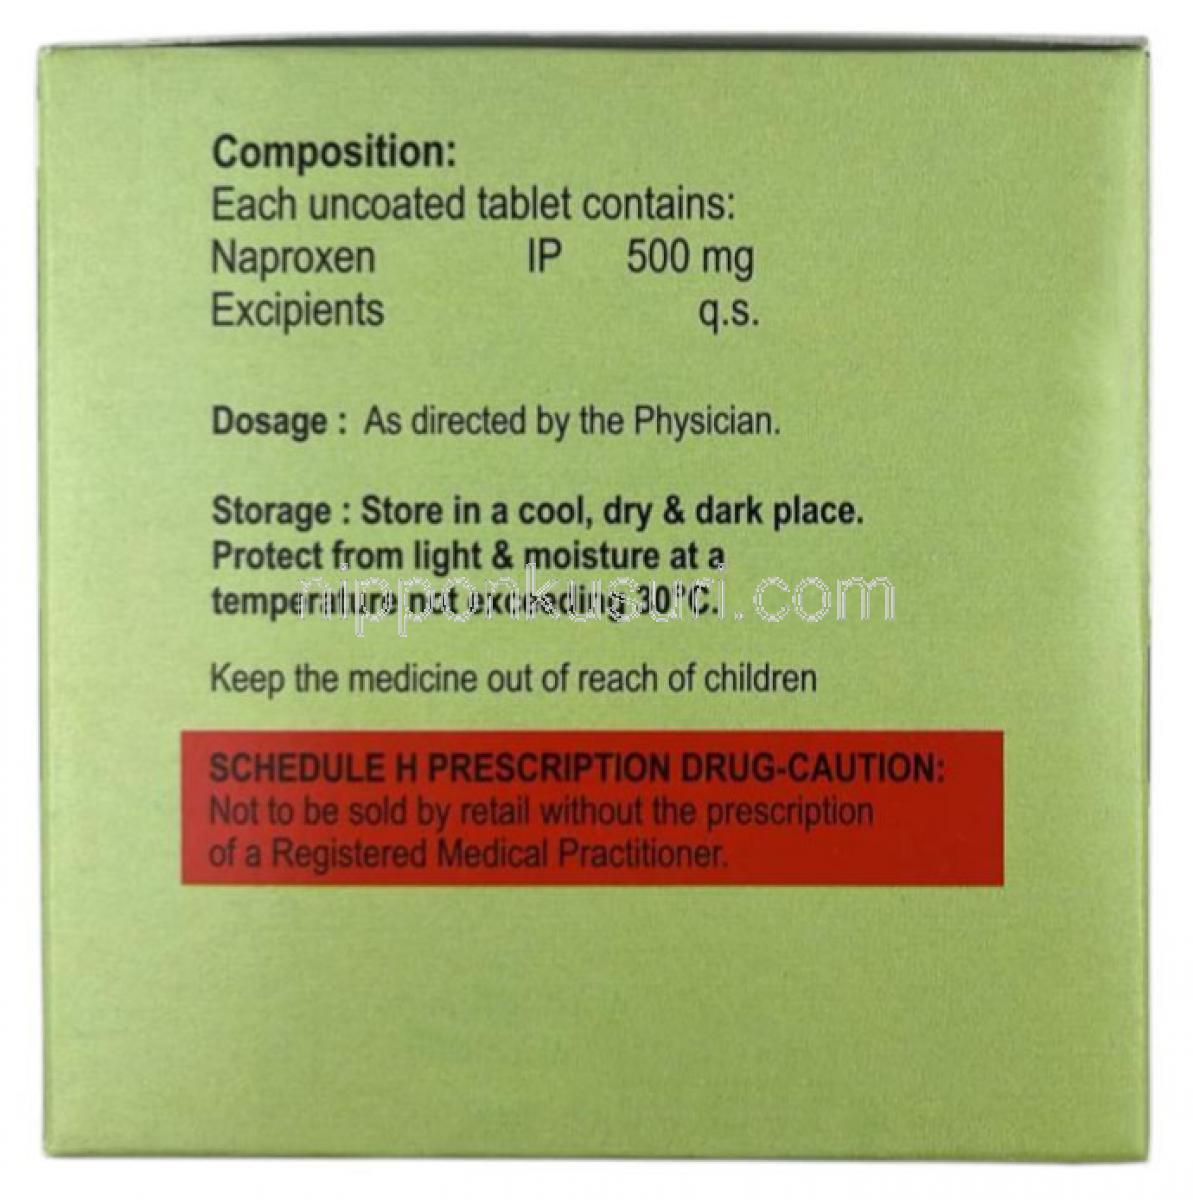 Composition:
Each uncoated tablet contains:
Naproxen IP 500 mg
Excipients q.s.
Dosage : As directed by the Physician.
Storage : Store in a cool, dry & dark place.
Protect from light & moisture at a
temperature not exceeding 30°C.
nipponkusuri.com
Keep the medicine out of reach of children
SCHEDULE H PRESCRIPTION DRUG-CAUTION:
Not to be sold by retail without the prescription
of a Registered Medical Practitioner.